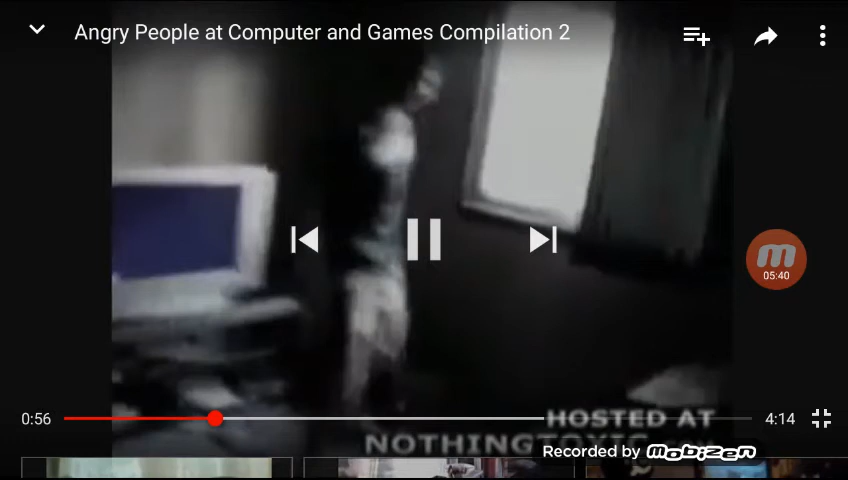 Angry People at Computer and Games Compilation 2
05:40
0:56
4:14
HOSTED AT
NOTHINGTOXIC
Recorded by Mobizen